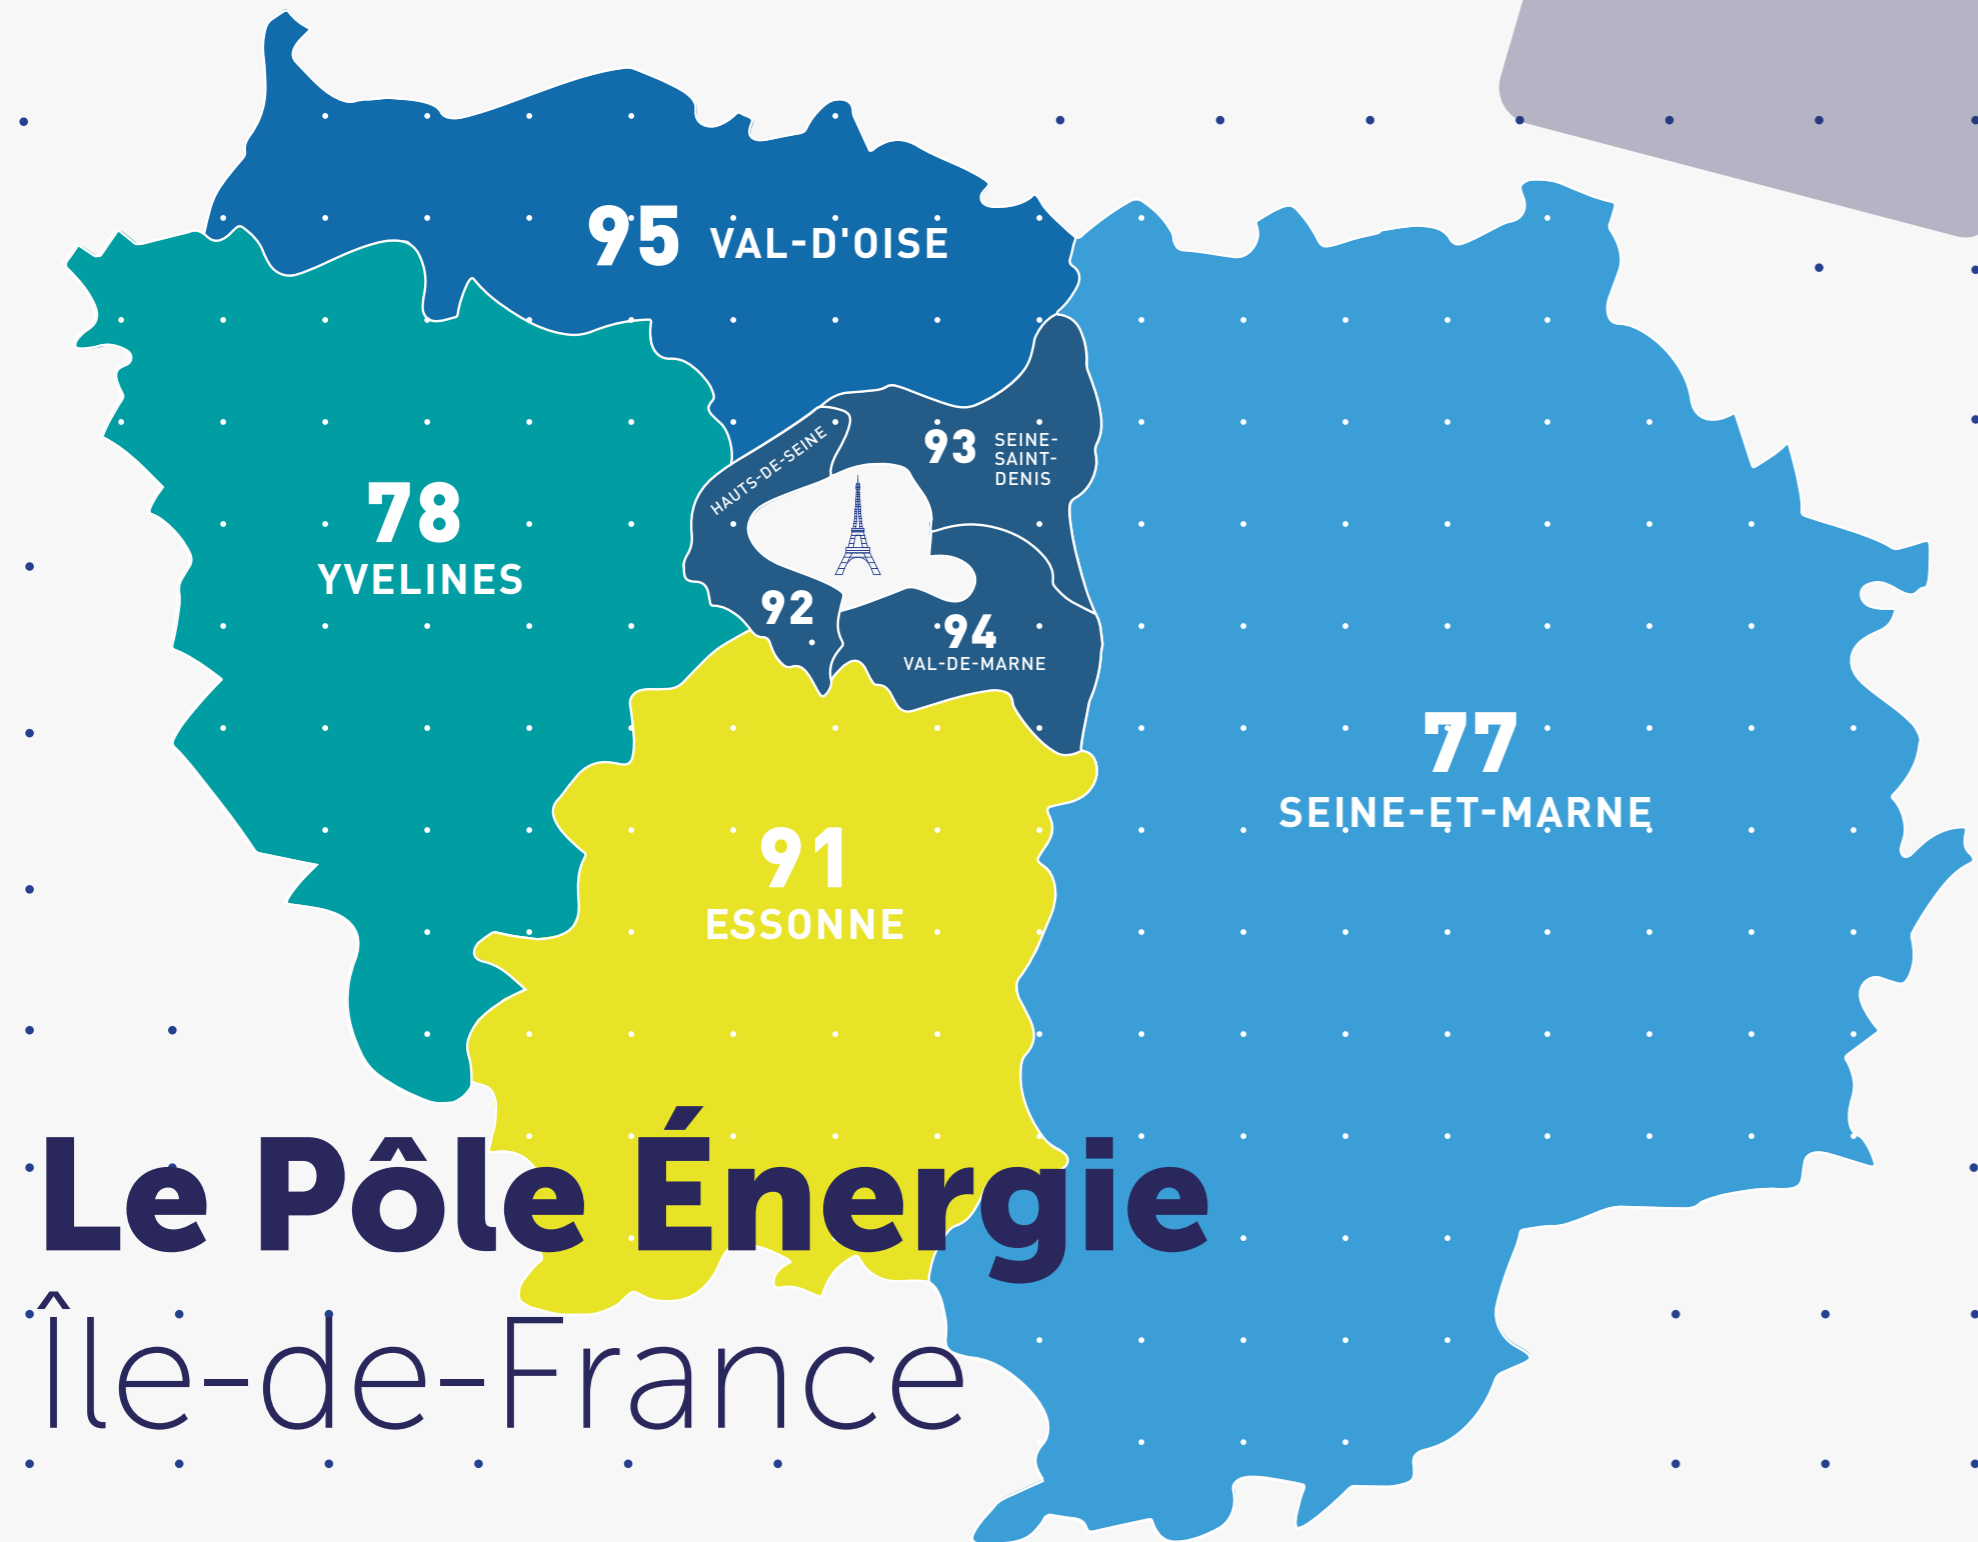 95 VAL-D'OISE
HAUTS-DE-SEINE
93 SEINE-
SAINT-
DENIS
78
YVELINES
92
94
VAL-DE-MARNE
77
SEINE-ET-MARNE
91
ESSONNE
Le Pôle Énergie
Île-de-France